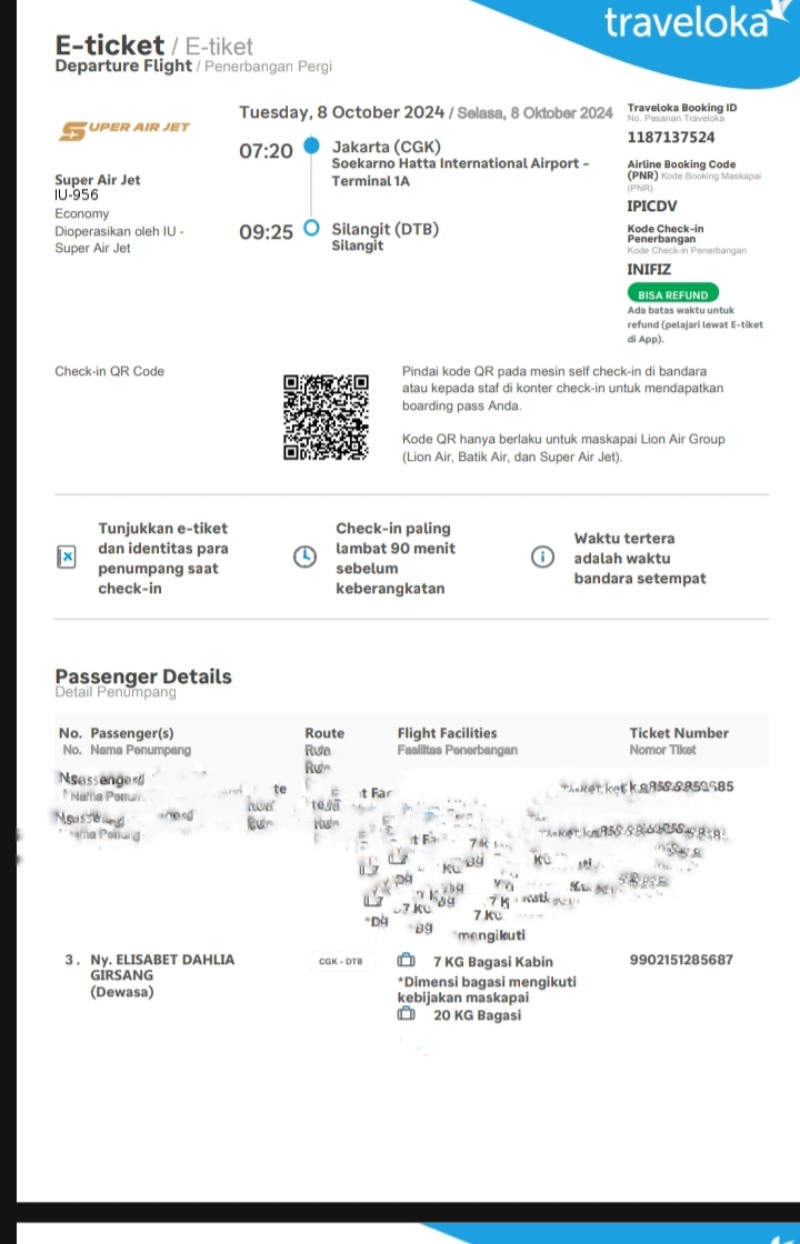 traveloka
E-ticket / E-tiket
Departure Flight / Penerbangan Pergi
SUPER AIR JET
Super Air Jet
IU-956
Economy
Dioperasikan oleh IU -
Super Air Jet
Tuesday, 8 October 2024 / Selasa, 8 Oktober 2024
07:20
Jakarta (CGK)
Soekarno Hatta International Airport -
Terminal 1A
09:25
Silangit (DTB)
Silangit
Traveloka Booking ID
No. Pesanan Traveloka
1187137524
Airline Booking Code
(PNR) Kode Booking Maskapai
(PNR)
IPICDV
Kode Check-in
Penerbangan
Kode Check-in Penerbangan
INIFIZ
BISA REFUND
Ada batas waktu untuk
refund (pelajari lewat E-tiket
di App).
Check-in QR Code
Pindai kode QR pada mesin self check-in di bandara
atau kepada staf di konter check-in untuk mendapatkan
boarding pass Anda.
Kode QR hanya berlaku untuk maskapai Lion Air Group
(Lion Air, Batik Air, dan Super Air Jet).
Tunjukkan e-tiket
dan identitas para
penumpang saat
check-in
Check-in paling
lambat 90 menit
sebelum
keberangkatan
Waktu tertera
adalah waktu
bandara setempat
Passenger Details
Detail Penumpang
No. Passenger(s) Route Flight Facilities Ticket Number
No. Nama Penumpang Rute Fasilitas Penerbangan Nomor Tiket
*mengikuti
3. Ny. ELISABET DAHLIA
GIRSANG
(Dewasa)
CGK - DTB
7 KG Bagasi Kabin
*Dimensi bagasi mengikuti
kebijakan maskapai
20 KG Bagasi
9902151285687